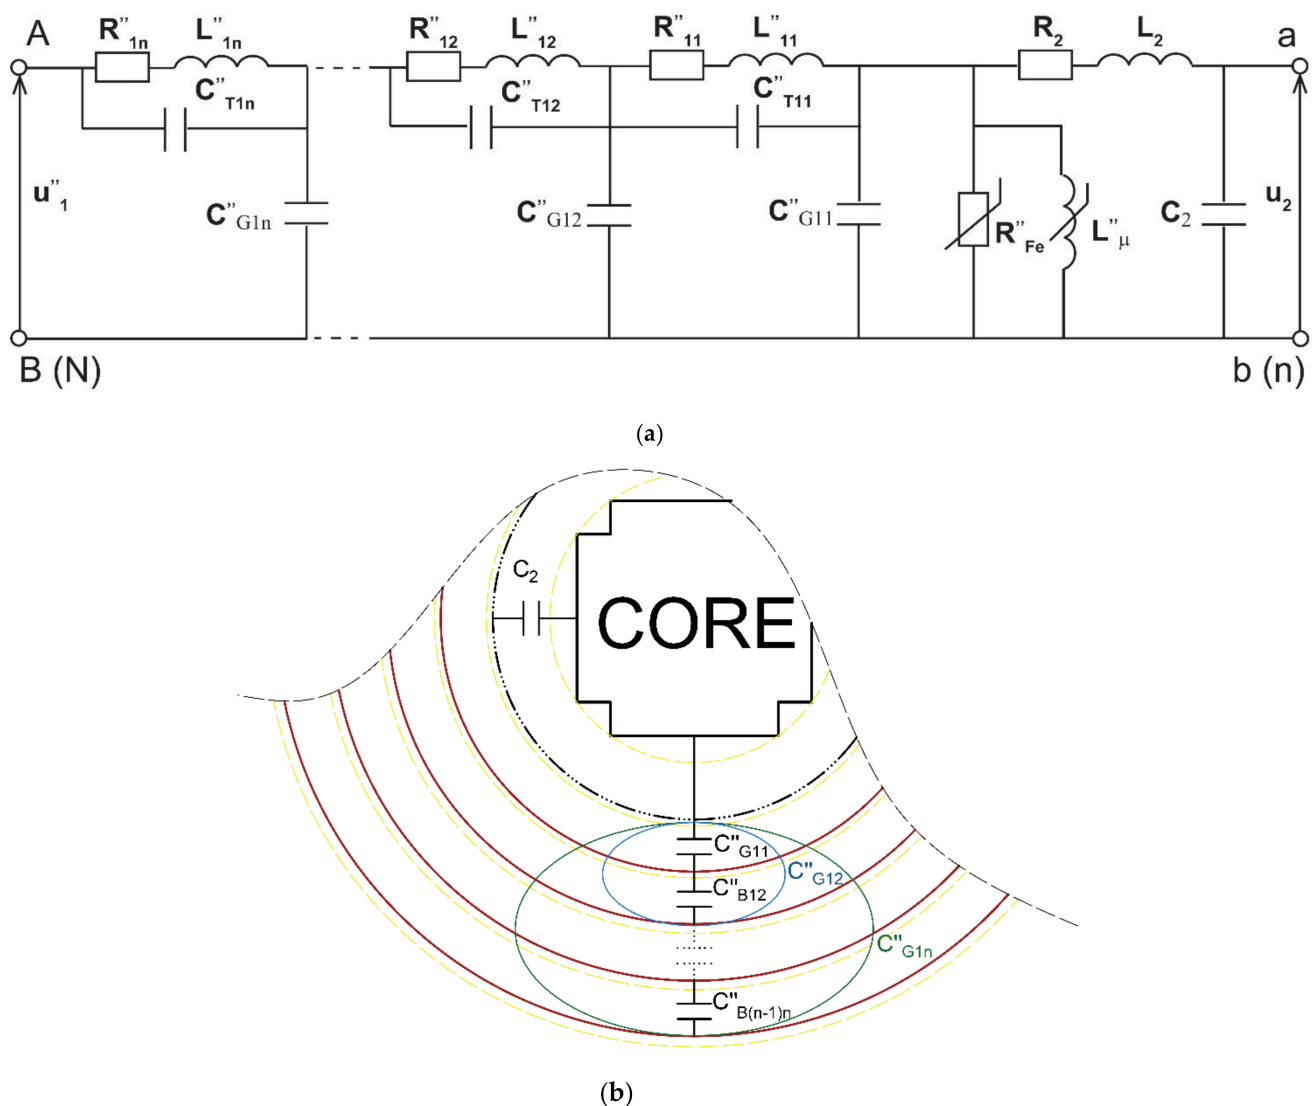 A R”1n L”1n R”12 L”12 R”11 L”11 R2 L2 a
C”T1n C”T12 C”T11
u”1 C”G1n C”G12 C”G11 R”Fe L”μ C2 u2
B (N) b (n)
(a)
C2
CORE
C"G11
C"G12
C"B12
C"G1n
C"B(n-1)n
(b)